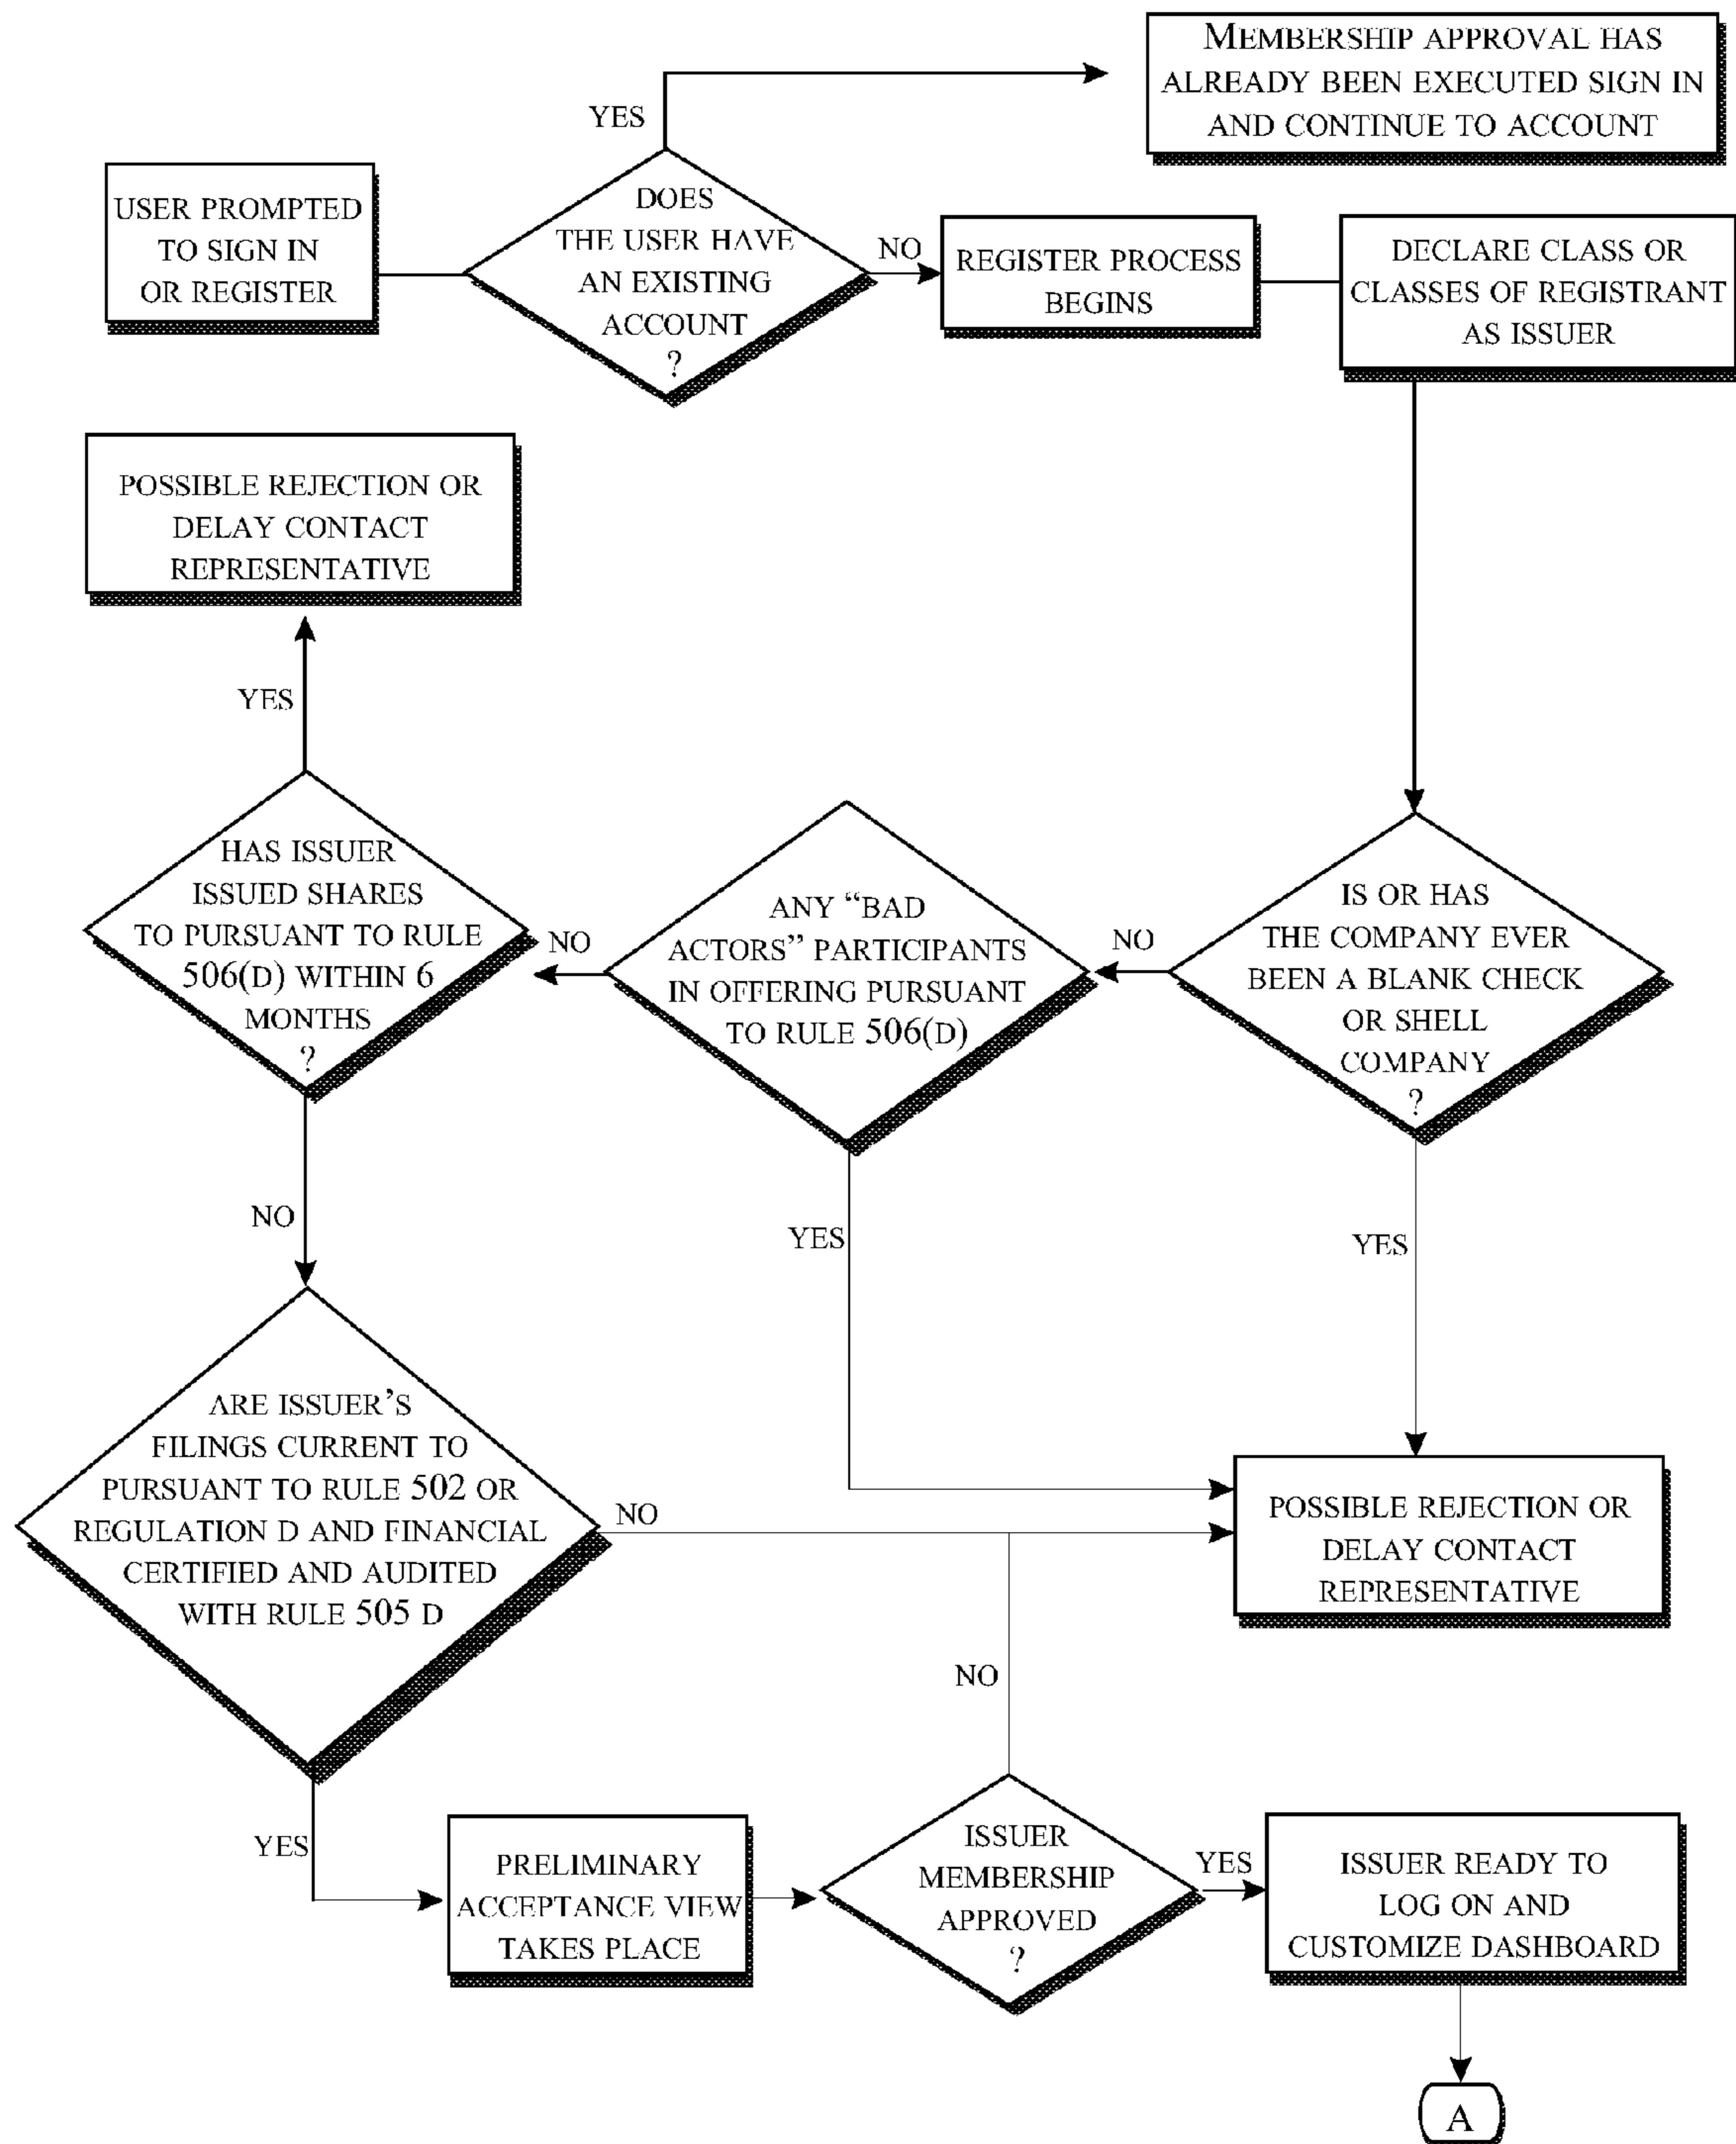 MEMBERSHIP APPROVAL HAS
ALREADY BEEN EXECUTED SIGN IN
AND CONTINUE TO ACCOUNT
YES
USER PROMPTED
TO SIGN IN
OR REGISTER
DOES
THE USER HAVE
AN EXISTING
ACCOUNT
?
NO
REGISTER PROCESS
BEGINS
DECLARE CLASS OR
CLASSES OF REGISTRANT
AS ISSUER
POSSIBLE REJECTION OR
DELAY CONTACT
REPRESENTATIVE
YES
HAS ISSUER
ISSUED SHARES
TO PURSUANT TO RULE
506(D) WITHIN 6
MONTHS
?
NO
ANY “BAD
ACTORS” PARTICIPANTS
IN OFFERING PURSUANT
TO RULE 506(D)
NO
IS OR HAS
THE COMPANY EVER
BEEN A BLANK CHECK
OR SHELL
COMPANY
?
NO
YES
YES
ARE ISSUER’S
FILINGS CURRENT TO
PURSUANT TO RULE 502 OR
REGULATION D AND FINANCIAL
CERTIFIED AND AUDITED
WITH RULE 505 D
NO
POSSIBLE REJECTION OR
DELAY CONTACT
REPRESENTATIVE
NO
YES
PRELIMINARY
ACCEPTANCE VIEW
TAKES PLACE
ISSUER
MEMBERSHIP
APPROVED
?
YES
ISSUER READY TO
LOG ON AND
CUSTOMIZE DASHBOARD
A